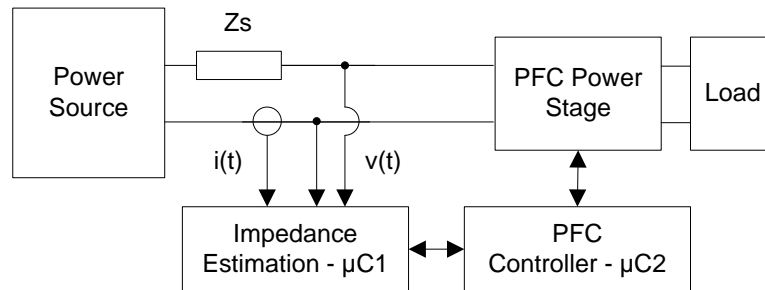 Zs
Power
Source
PFC Power
Stage
Load
i(t)
v(t)
Impedance
Estimation - µC1
PFC
Controller - µC2